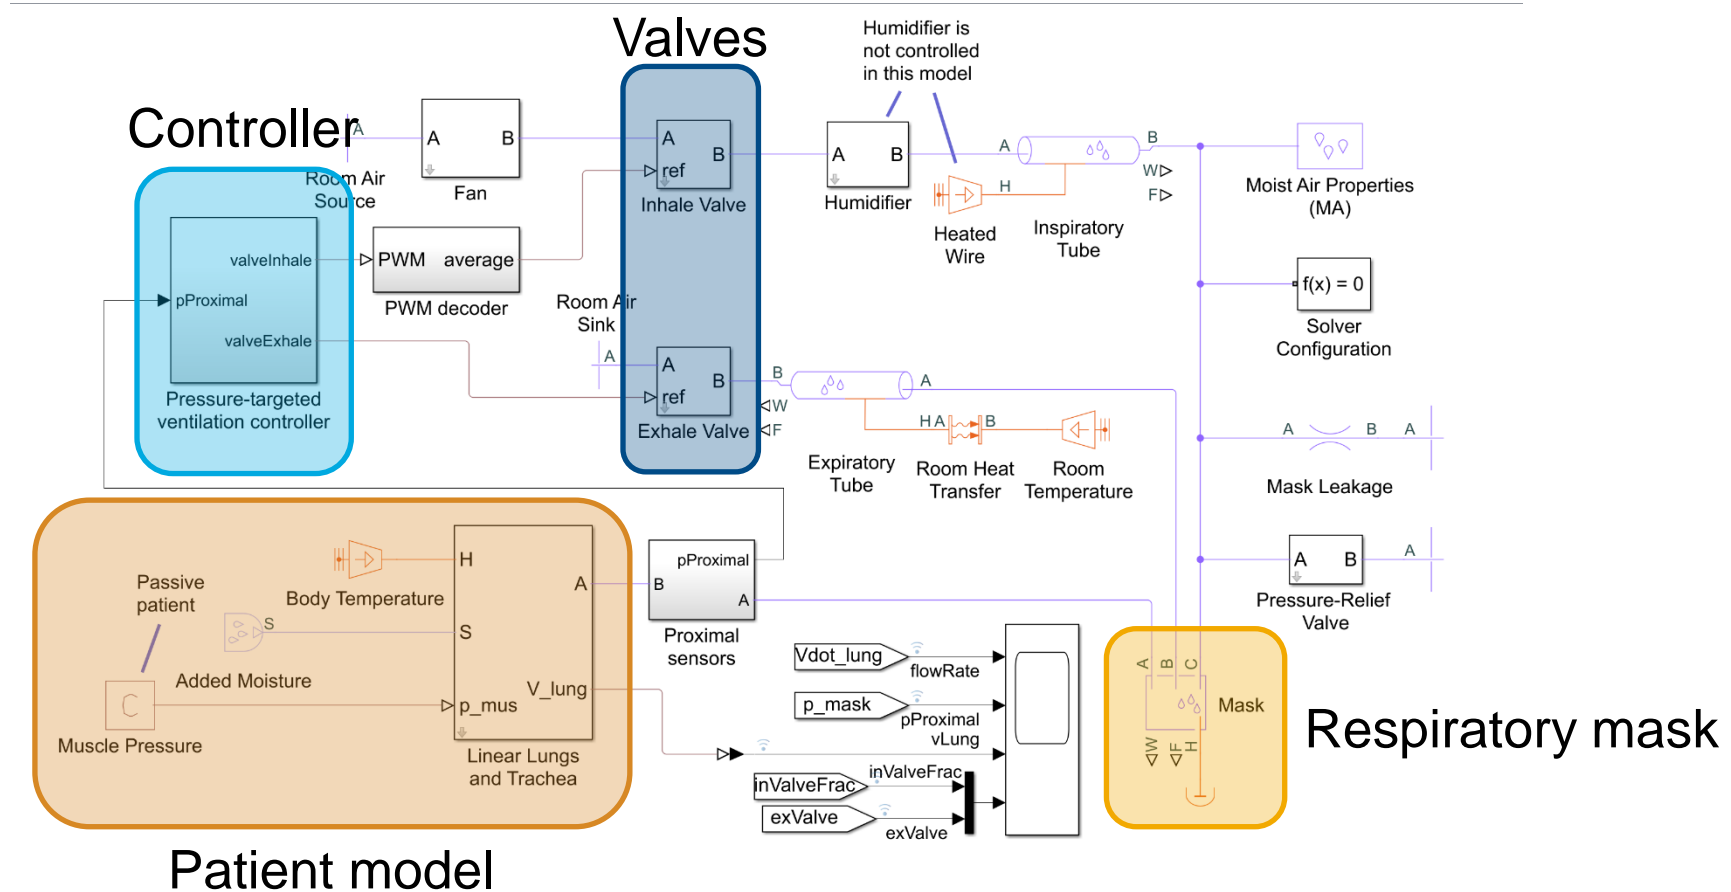 Valves
Humidifier is
not controlled
in this model
Controller
A
A
B
Fan
Room Air
Source
A
B
ref
Inhale Valve
A
B
Humidifier
A
B
W
F
H
Heated
Wire
Inspiratory
Tube
Moist Air Properties
(MA)
valveInhale
pProximal
valveExhale
Pressure-targeted
ventilation controller
PWM
average
PWM decoder
Room Air
Sink
A
A
B
ref
Exhale Valve
B
W
F
A
Expiratory
Tube
H A
B
Room Heat
Transfer
Room
Temperature
f(x) = 0
Solver
Configuration
A
B
A
Mask Leakage
A
B
A
Pressure-Relief
Valve
Passive
patient
Body Temperature
S
Added Moisture
C
Muscle Pressure
H
A
S
V_lung
p_mus
Linear Lungs
and Trachea
pProximal
B
A
Proximal
sensors
Vdot_lung
flowRate
p_mask
pProximal
vLung
inValveFrac
inValveFrac
exValve
exValve
A
B
C
Mask
W
F
H
Respiratory mask
Patient model